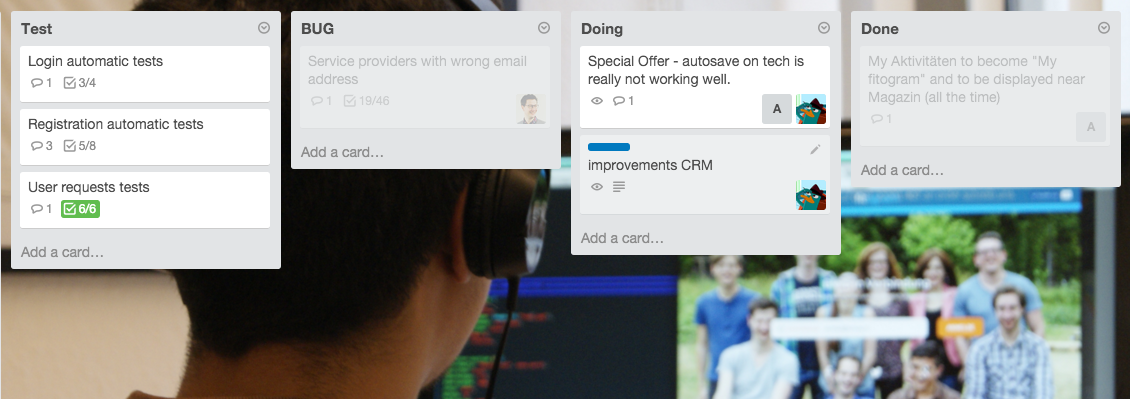 Test
Login automatic tests
1 3/4
Registration automatic tests
3 5/8
User requests tests
1 6/6
Add a card…
BUG
Service providers with wrong email
address
1 19/46
Add a card…
Doing
Special Offer - autosave on tech is
really not working well.
1
A
improvements CRM
Add a card…
Done
My Aktivitäten to become "My
fitogram" and to be displayed near
Magazin (all the time)
1
A
Add a card…